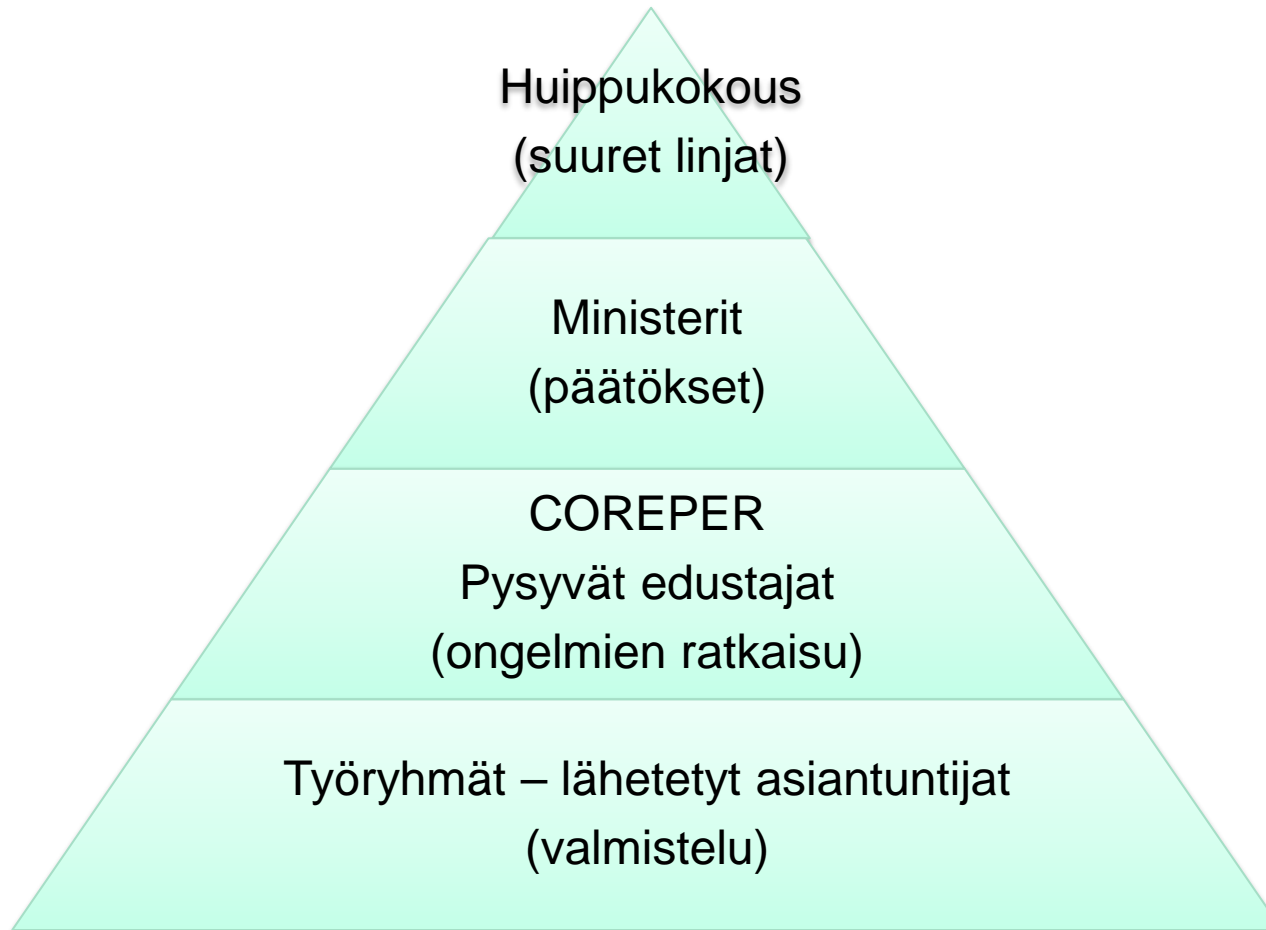 Huippukokous
(suuret linjat)
Ministerit
(päätökset)
COREPER
Pysyvät edustajat
(ongelmien ratkaisu)
Työryhmät – lähetetyt asiantuntijat
(valmistelu)